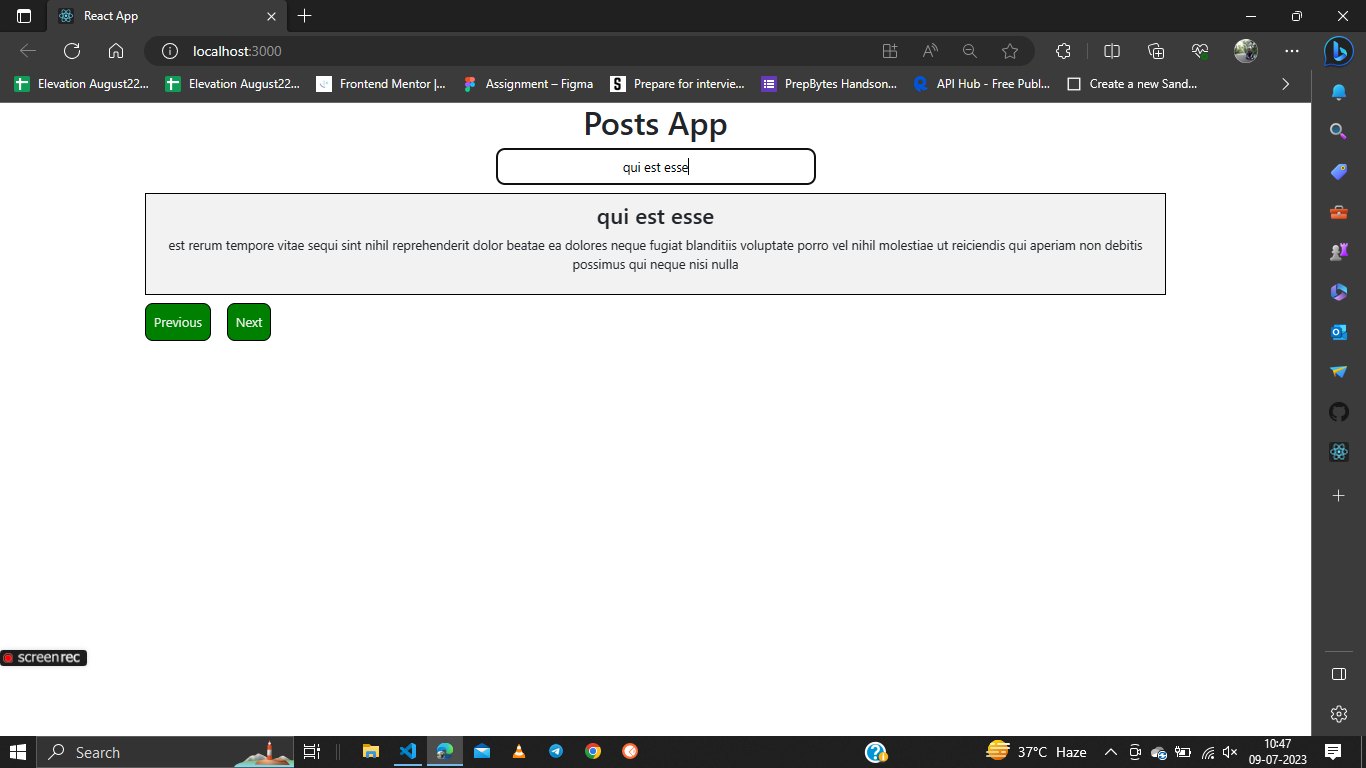 React App
localhost:3000
Elevation August22... Elevation August22... Frontend Mentor |... Assignment – Figma Prepare for intervie... PrepBytes Handson... API Hub - Free Publ... Create a new Sand...
Posts App
qui est esse
qui est esse
est rerum tempore vitae sequi sint nihil reprehenderit dolor beatae ea dolores neque fugiat blanditiis voluptate porro vel nihil molestiae ut reiciendis qui aperiam non debitis
possimus qui neque nisi nulla
Previous Next
screenrec
Search
37°C Haze
10:47
09-07-2023